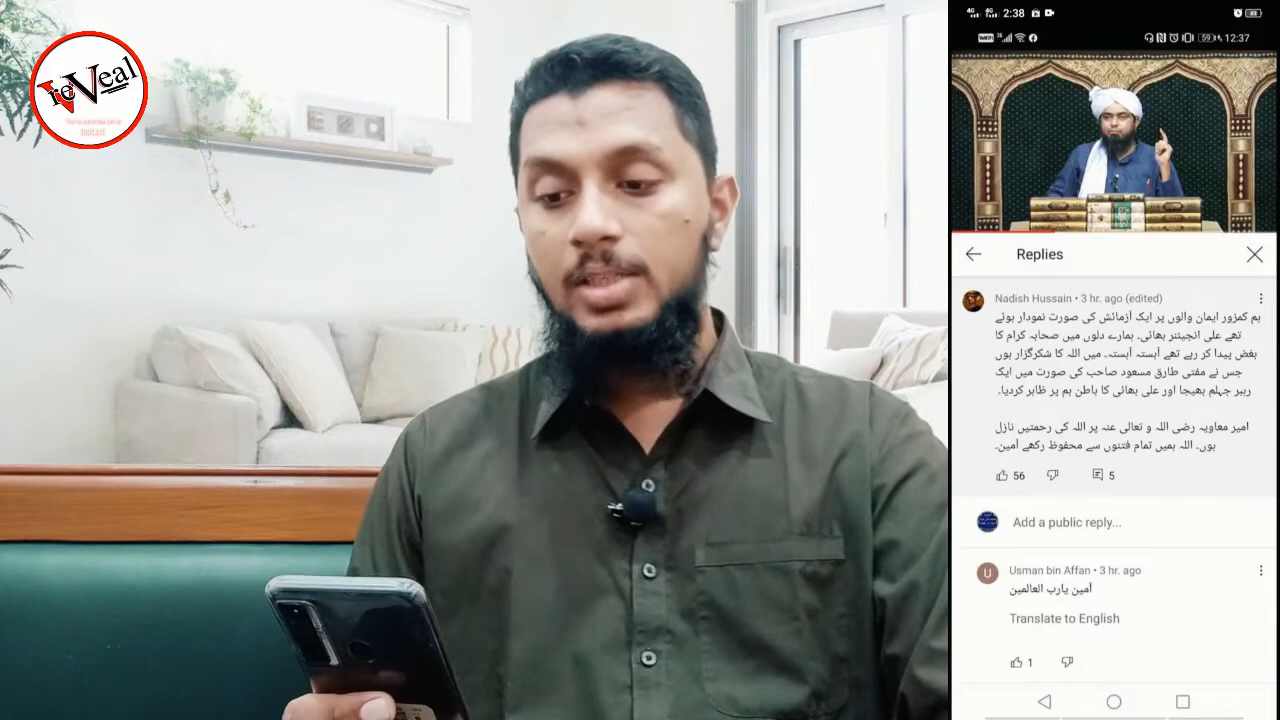 reVVeal
4G 4G 2:38
59 12:37
Replies
Nadish Hussain • 3 hr. ago (edited)
ہم کمزور ایمان والوں پر ایک آزمائش کی صورت نمودار ہوئے
تھے علی انجینئر بھائی۔ ہمارے دلوں میں صحابہ کرام کا
بغض پیدا کر رہے تھے آہستہ آہستہ۔ میں اللہ کا شکرگزار ہوں
جس نے مفتی طارق مسعود صاحب کی صورت میں ایک
رہبر جہلم بھیجا اور علی بھائی کا باطن ہم پر ظاہر کردیا۔
امیر معاویہ رضی اللہ و تعالی عنہ پر اللہ کی رحمتیں نازل
ہوں۔ اللہ ہمیں تمام فتنوں سے محفوظ رکھے آمین۔
56 5
Add a public reply...
U
Usman bin Affan • 3 hr. ago
آمین یارب العالمین
Translate to English
1